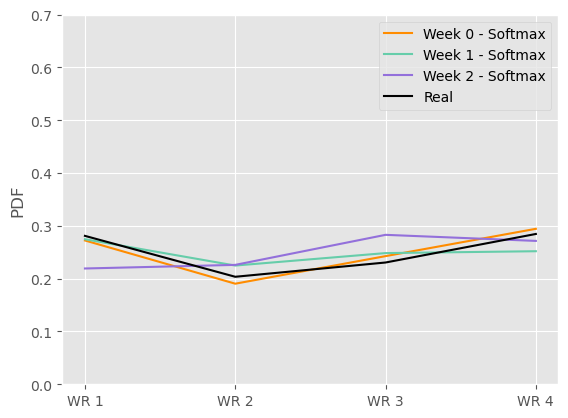 0.7
0.6
0.5
0.4
0.3
0.2
0.1
0.0
PDF
Week 0 - Softmax
Week 1 - Softmax
Week 2 - Softmax
Real
WR 1
WR 2
WR 3
WR 4